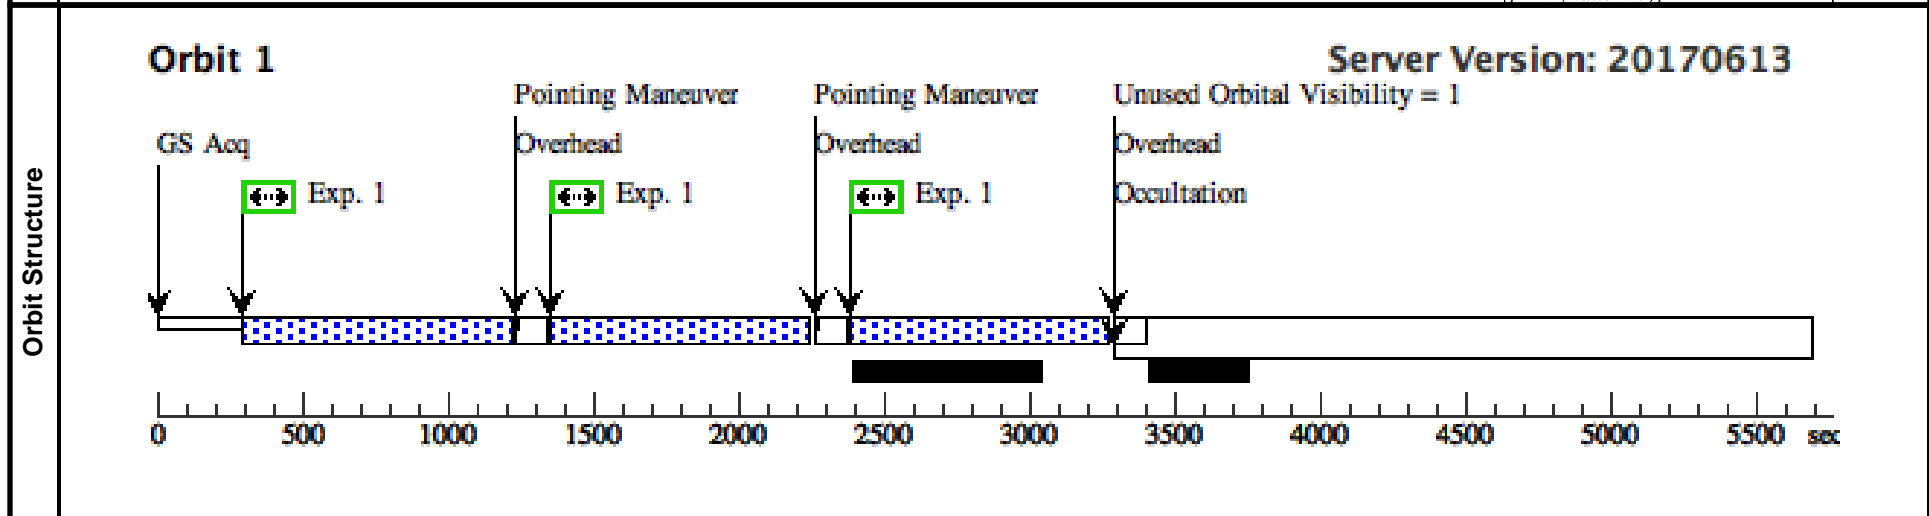 Orbit 1
Server Version: 20170613
Pointing Maneuver
Pointing Maneuver
Unused Orbital Visibility = 1
GS Acq
Overhead
Overhead
Overhead
Exp. 1
Exp. 1
Exp. 1
Occultation
Orbit Structure
0 500 1000 1500 2000 2500 3000 3500 4000 4500 5000 5500 sec